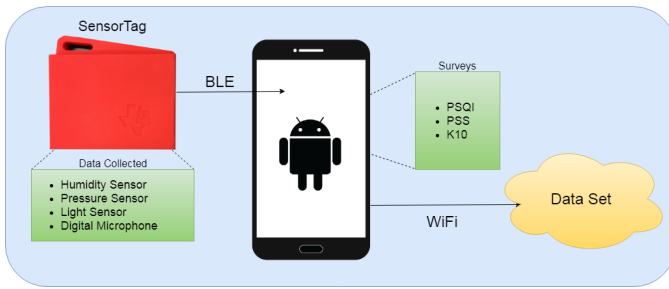 SensorTag
BLE
Surveys
• PSQI
• PSS
• K10
Data Collected
• Humidity Sensor
• Pressure Sensor
• Light Sensor
• Digital Microphone
Data Set
WiFi